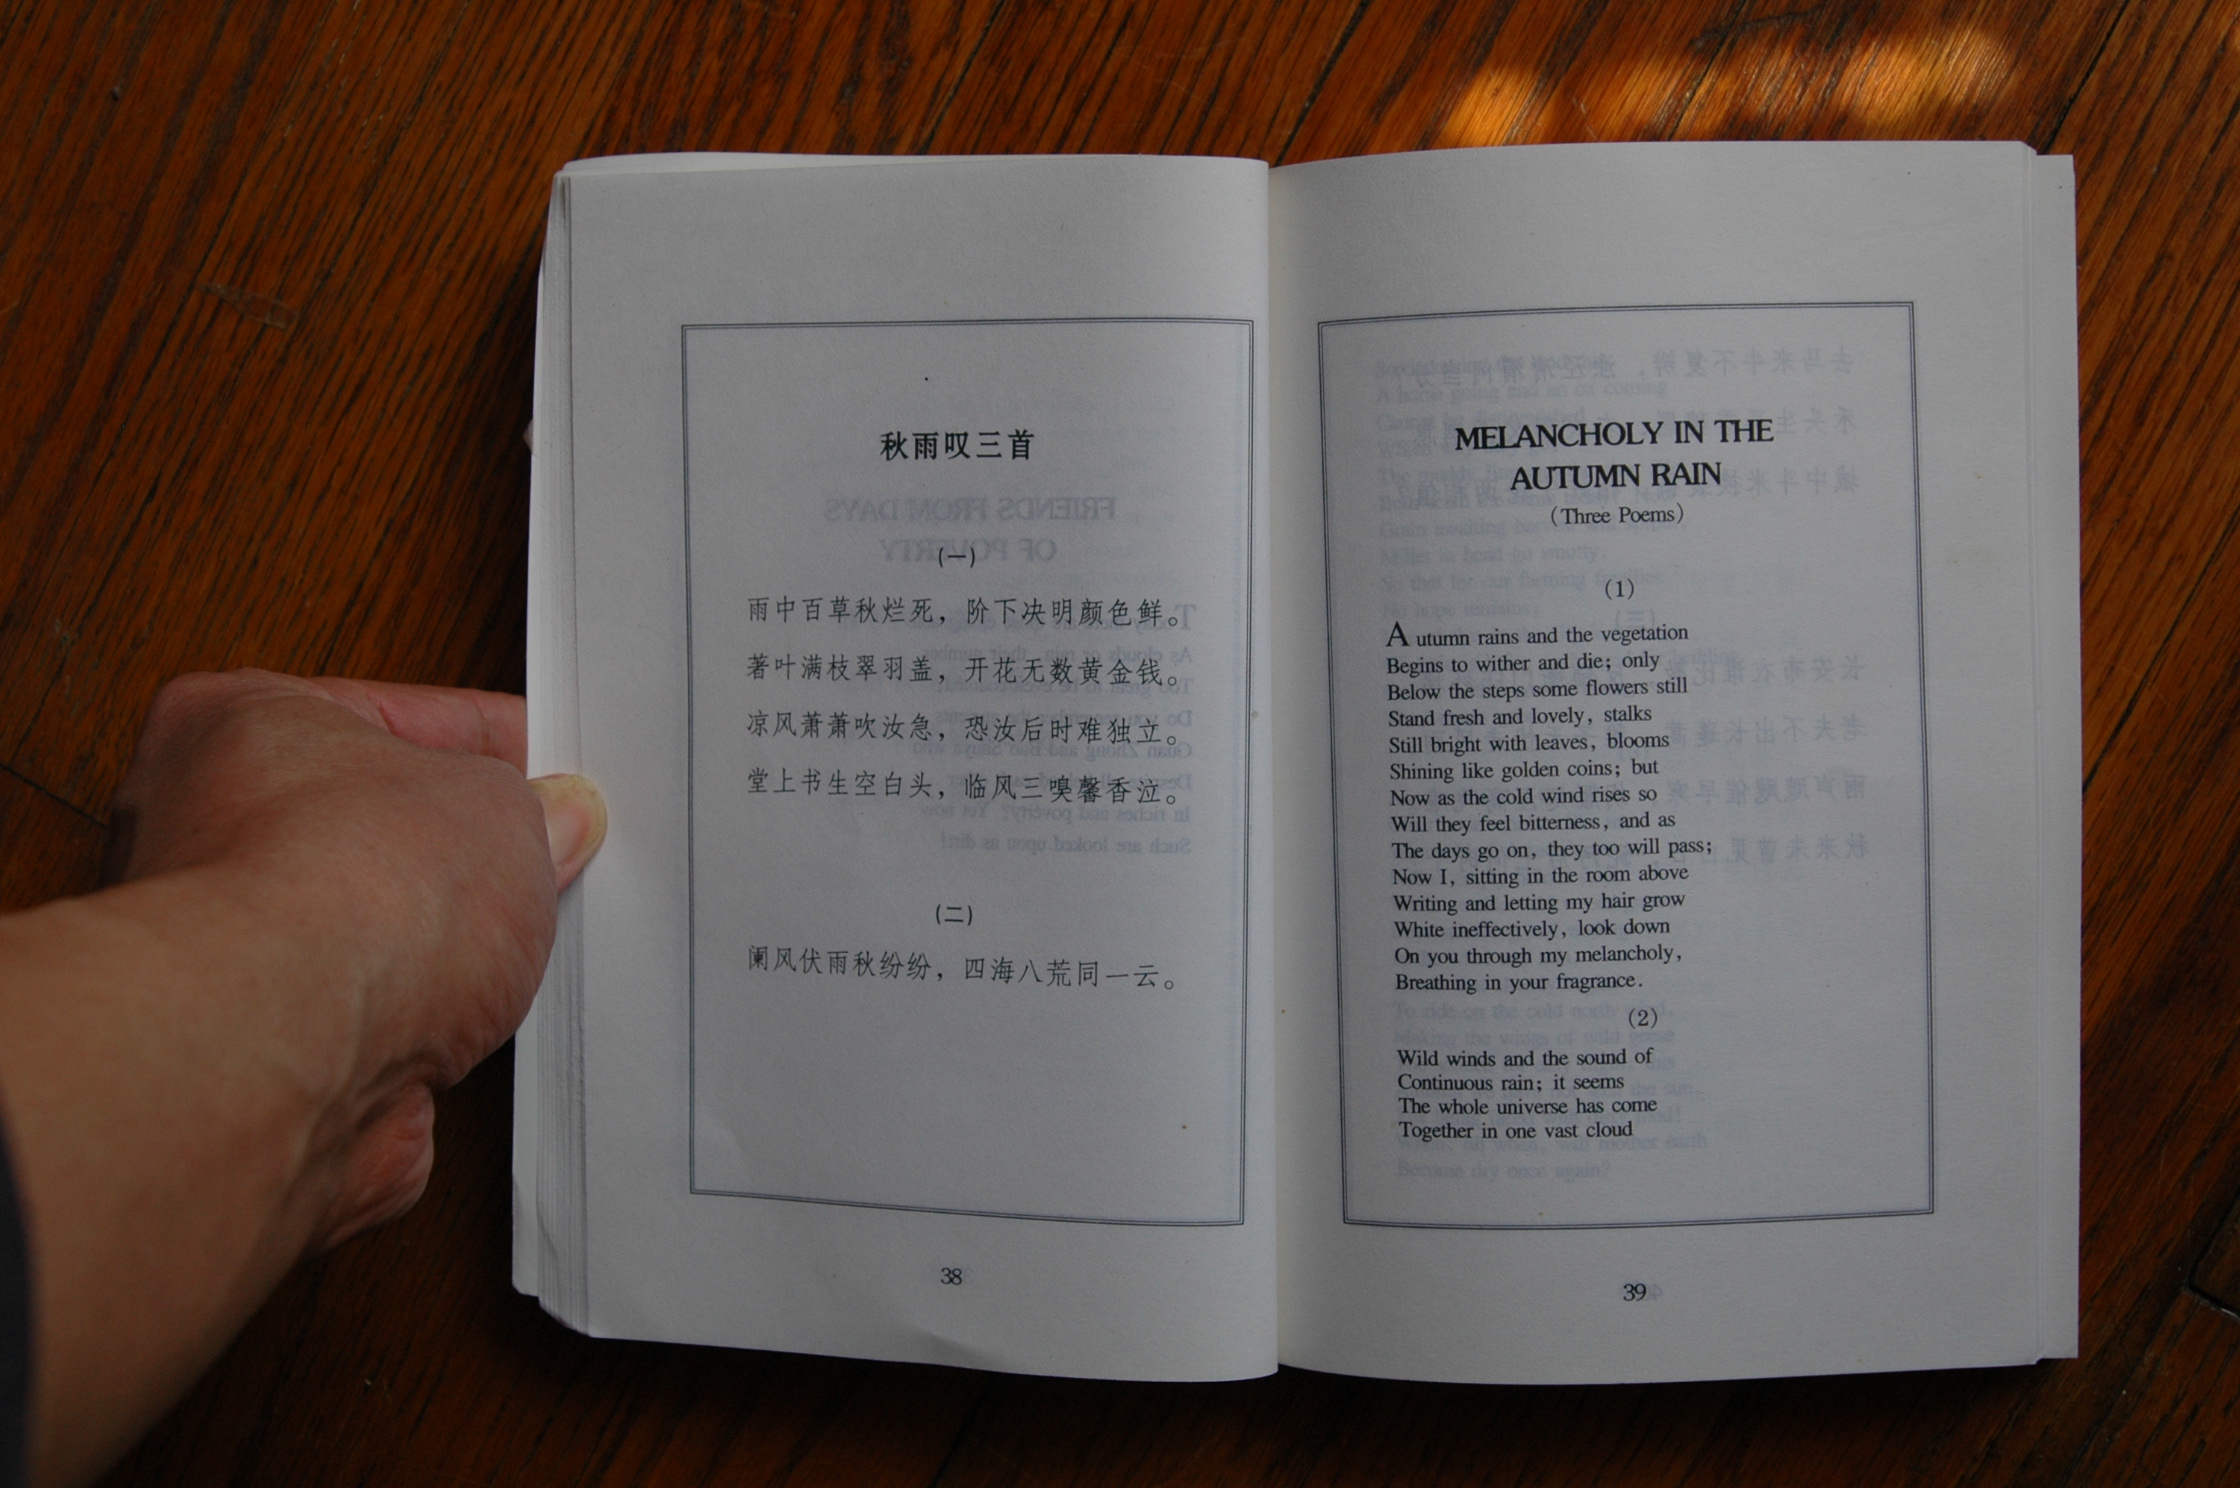 秋雨叹三首
(一)
雨中百草秋烂死，阶下决明颜色鲜。
著叶满枝翠羽盖，开花无数黄金钱。
凉风萧萧吹汝急，恐汝后时难独立。
堂上书生空白头，临风三嗅馨香泣。
(二)
阑风伏雨秋纷纷，四海八荒同一云。
38
MELANCHOLY IN THE
AUTUMN RAIN
(Three Poems)
(1)
Autumn rains and the vegetation
Begins to wither and die; only
Below the steps some flowers still
Stand fresh and lovely, stalks
Still bright with leaves, blooms
Shining like golden coins; but
Now as the cold wind rises so
Will they feel bitterness, and as
The days go on, they too will pass;
Now I, sitting in the room above
Writing and letting my hair grow
White ineffectively, look down
On you through my melancholy,
Breathing in your fragrance.
(2)
Wild winds and the sound of
Continuous rain; it seems
The whole universe has come
Together in one vast cloud
39